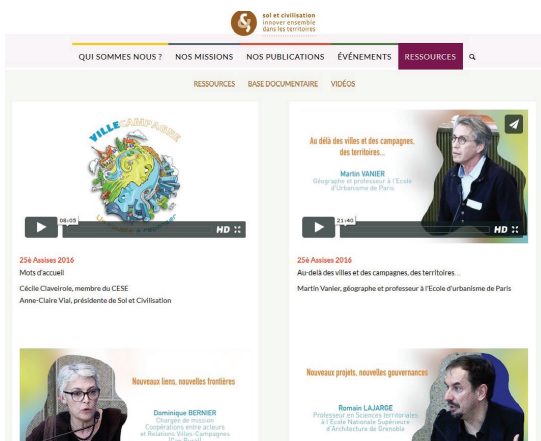 sol et civilisation
innover ensemble
dans les territoires
QUI SOMMES NOUS ? NOS MISSIONS NOS PUBLICATIONS ÉVÉNEMENTS RESSOURCES
RESSOURCES BASE DOCUMENTAIRE VIDÉOS
VILLE CAMPAGNE
08:05
HD
25è Assises 2016
Mots d'accueil
Cécile Claveirole, membre du CESE
Anne-Claire Vial, présidente de Sol et Civilisation
Au délà des villes et des campagnes,
des territoires...
Martin VANIER
Géographe et professeur à l'Ecole
d'Urbanisme de Paris
21:40
HD
25è Assises 2016
Au-delà des villes et des campagnes, des territoires...
Martin Vanier, géographe et professeur à l'Ecole d'urbanisme de Paris
Nouveaux liens, nouvelles frontières
Dominique BERNIER
Chargée de mission
Coopérations entre acteurs
et Relations Villes-Campagnes
Nouveaux projets, nouvelles gouvernances
Romain LAJARGE
Professeur en Sciences territoriales
à l'Ecole Nationale Supérieure
d'Architecture de Grenoble